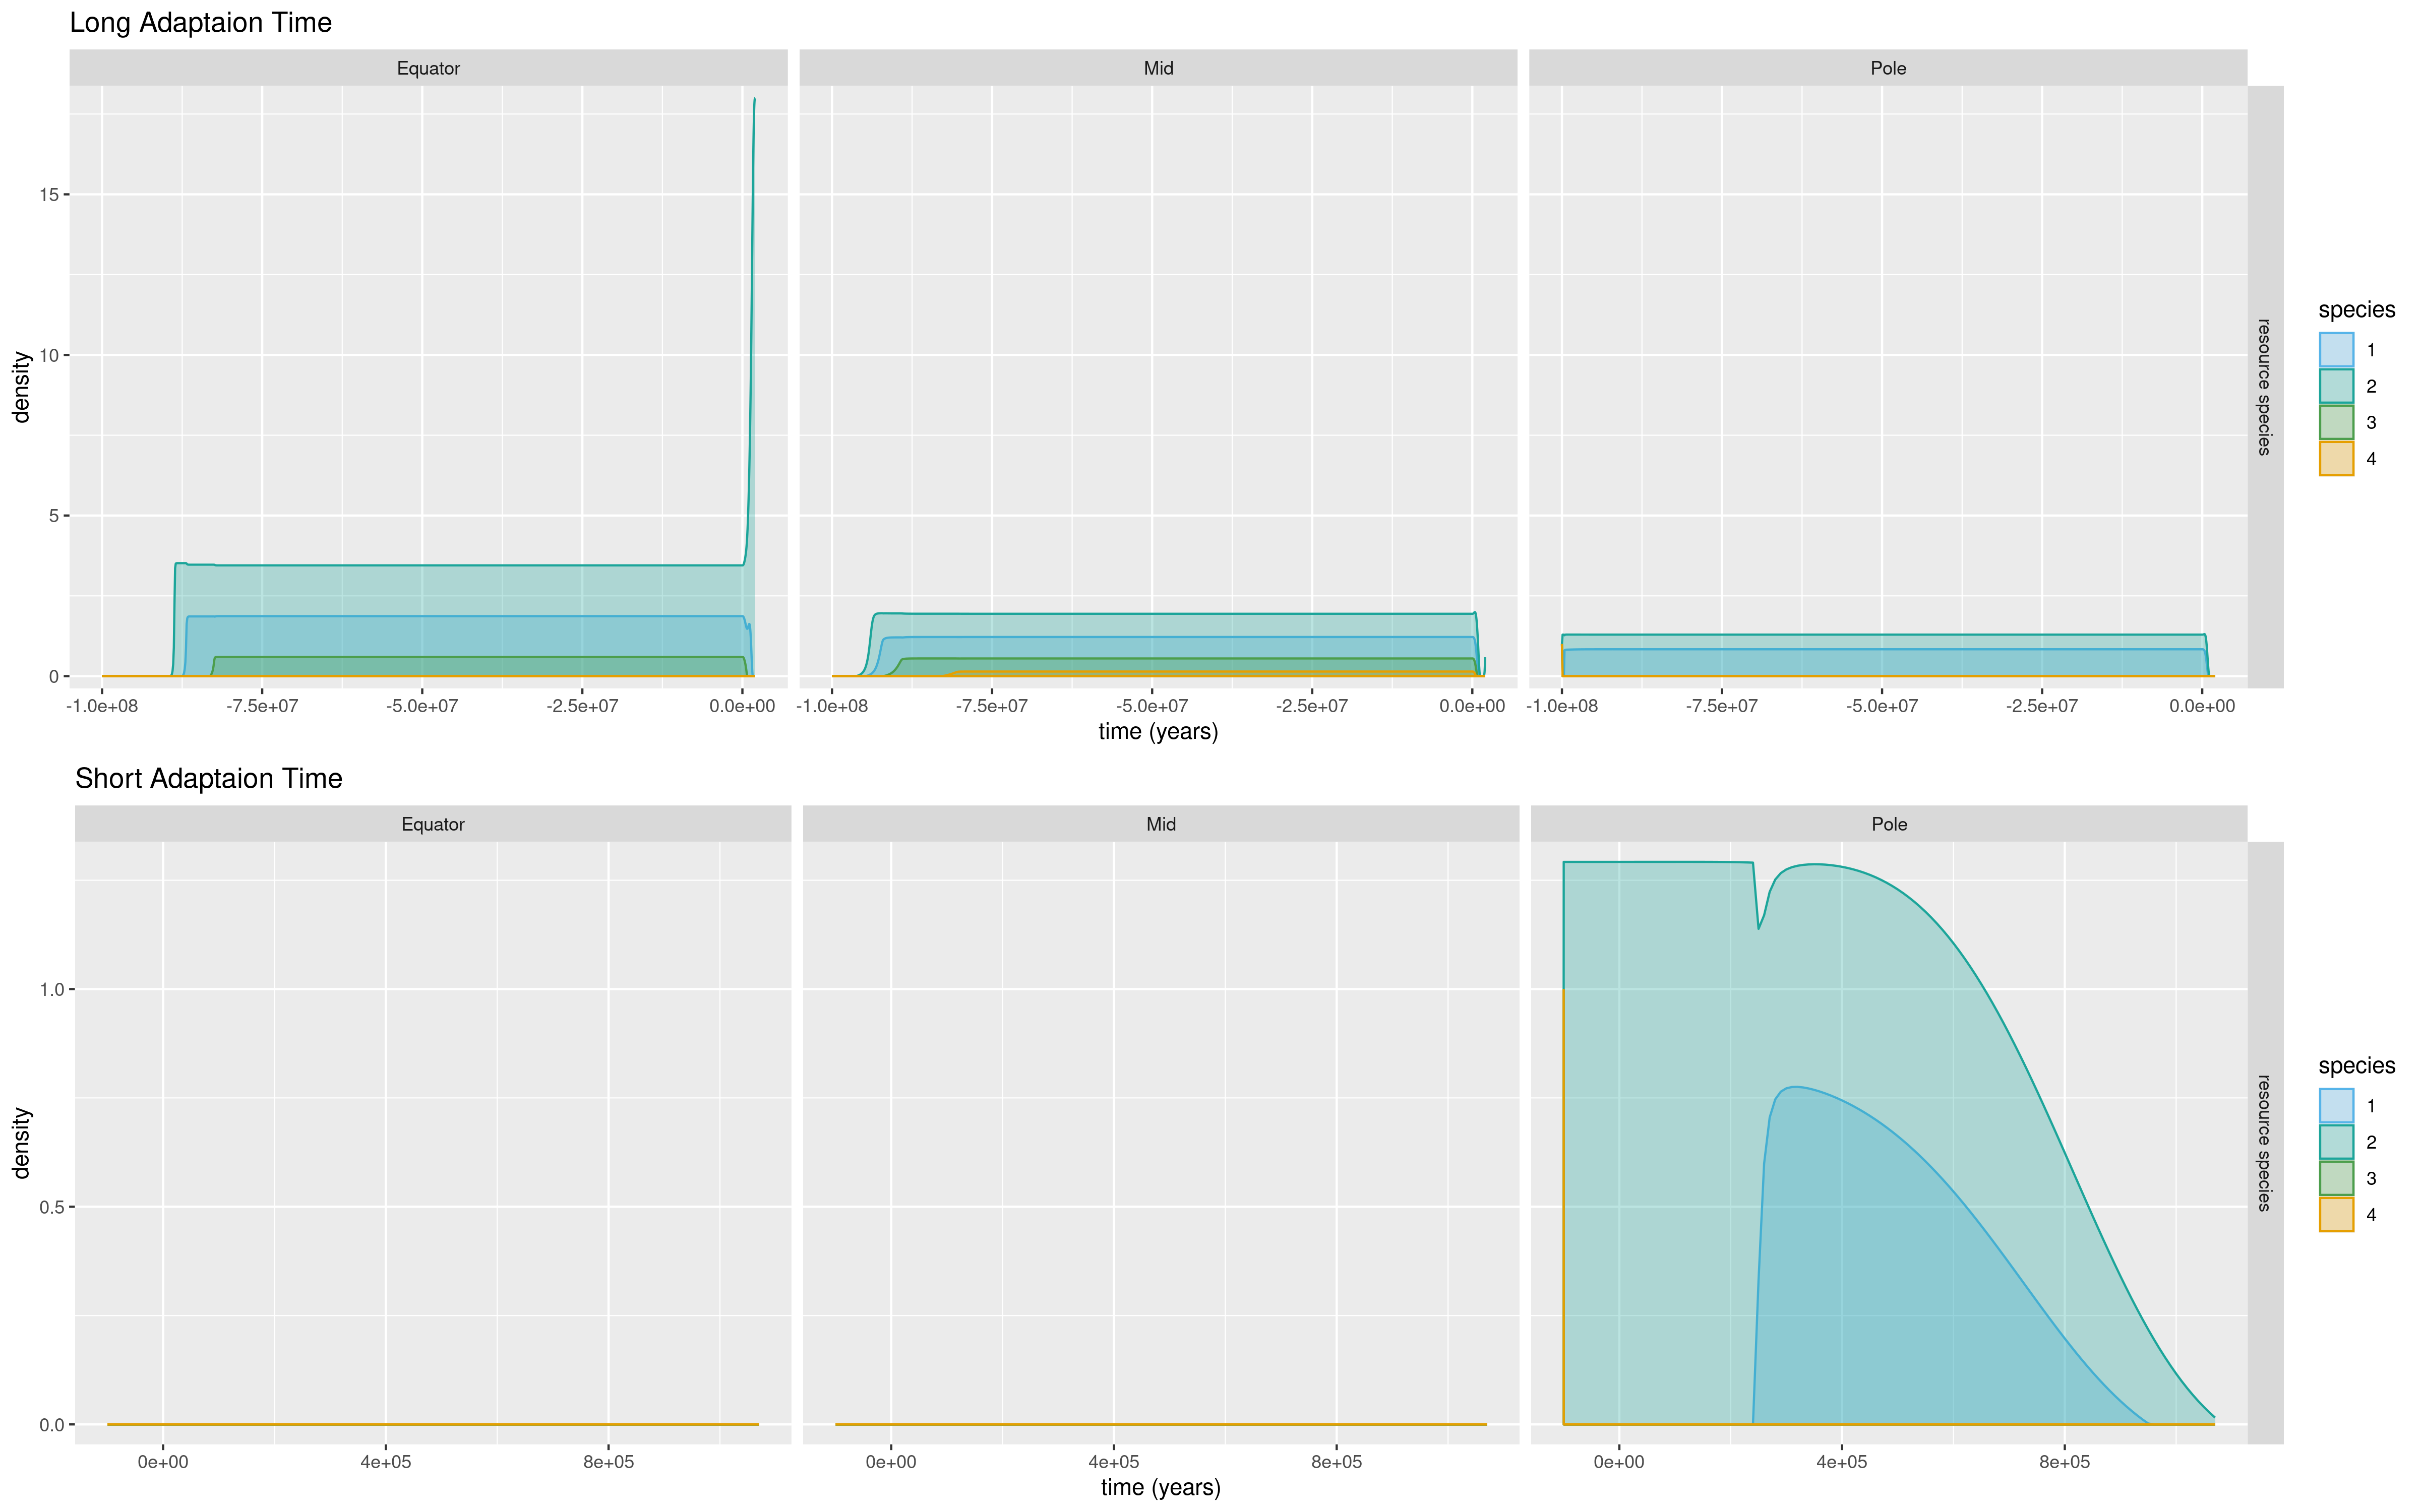 Long Adaptaion Time
Equator
Mid
Pole
density
15
10
5
0
-1.0e+08 -7.5e+07 -5.0e+07 -2.5e+07 0.0e+00
-1.0e+08 -7.5e+07 -5.0e+07 -2.5e+07 0.0e+00
-1.0e+08 -7.5e+07 -5.0e+07 -2.5e+07 0.0e+00
time (years)
resource species
species
1
2
3
4
Short Adaptaion Time
Equator
Mid
Pole
density
1.0
0.5
0.0
0e+00 4e+05 8e+05
0e+00 4e+05 8e+05
0e+00 4e+05 8e+05
time (years)
resource species
species
1
2
3
4